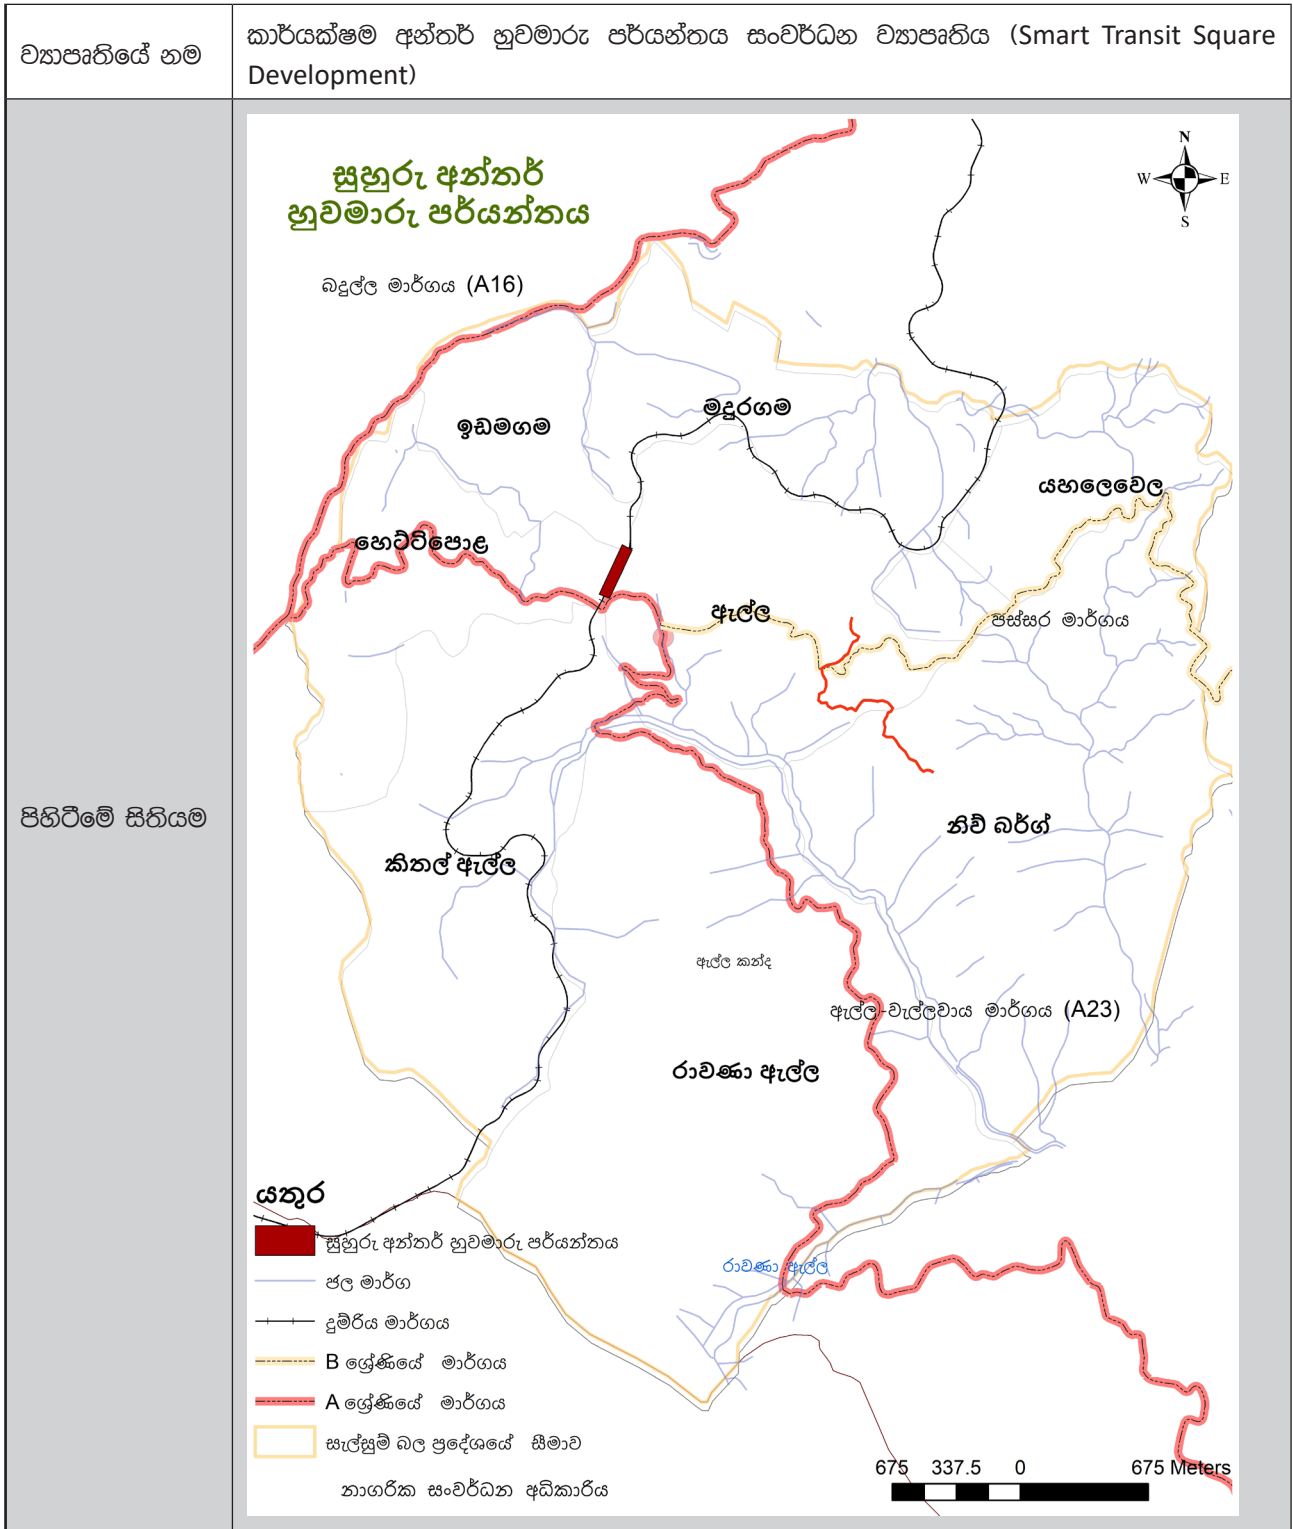 ව්‍යාපෘතියේ නම
කාර්යක්ෂම අන්තර් හුවමාරු පර්යන්තය සංවර්ධන ව්‍යාපෘතිය (Smart Transit Square
Development)
පිහිටීමේ සිතියම
සුහුරු අන්තර්
හුවමාරු පර්යන්තය
N
W
E
S
බදුල්ල මාර්ගය (A16)
මදුරගම
ඉඩමගම
යහලෙවෙල
හෙට්ටිපොළ
ඇල්ල
පස්සර මාර්ගය
නිව් බර්ග්
කිතල් ඇල්ල
ඇල්ල කන්ද
ඇල්ල-වැල්ලවාය මාර්ගය (A23)
රාවණා ඇල්ල
රාවණා ඇල්ල
යතුර
සුහුරු අන්තර් හුවමාරු පර්යන්තය
ජල මාර්ග
දුම්රිය මාර්ගය
B ශ්‍රේණියේ මාර්ගය
A ශ්‍රේණියේ මාර්ගය
සැල්සුම් බල ප්‍රදේශයේ සීමාව
නාගරික සංවර්ධන අධිකාරිය
675 337.5 0 675 Meters